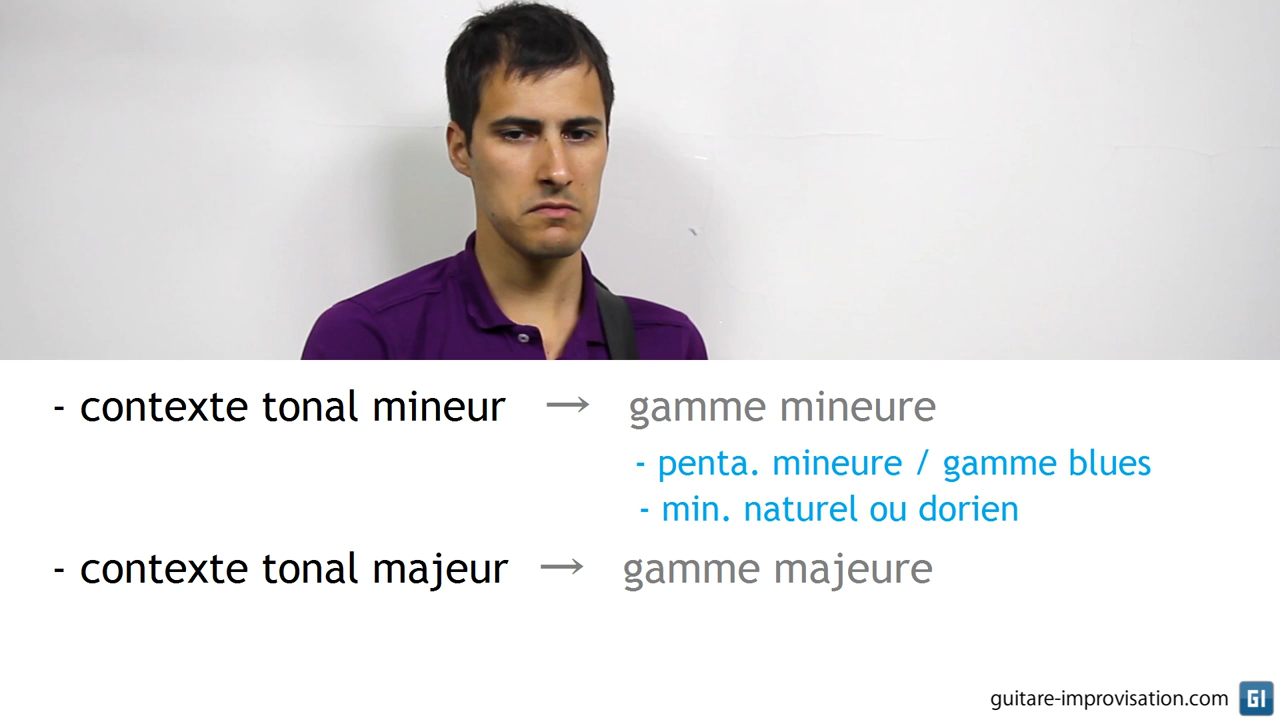 - contexte tonal mineur → gamme mineure
- penta. mineure / gamme blues
- min. naturel ou dorien
- contexte tonal majeur → gamme majeure
guitare-improvisation.com GI